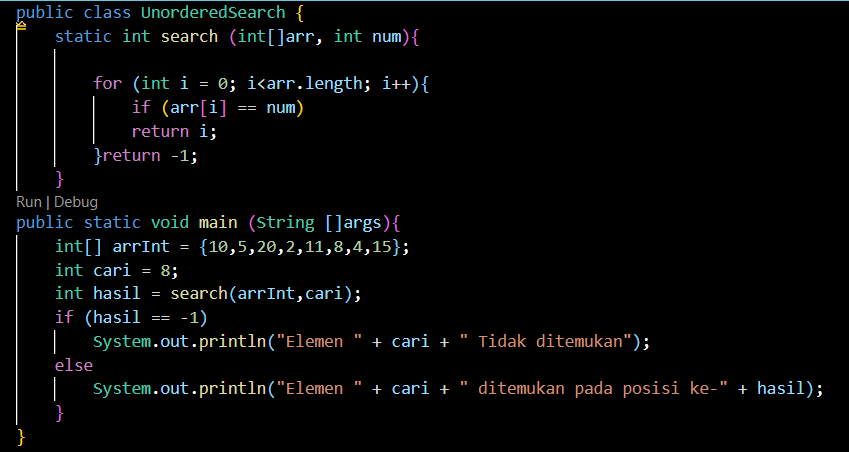 public class UnorderedSearch {
    static int search (int[]arr, int num){

        for (int i = 0; i<arr.length; i++){
            if (arr[i] == num)
            return i;
        }return -1;
    }
Run | Debug
public static void main (String []args){
    int[] arrInt = {10,5,20,2,11,8,4,15};
    int cari = 8;
    int hasil = search(arrInt,cari);
    if (hasil == -1)
        System.out.println("Elemen " + cari + " Tidak ditemukan");
    else
        System.out.println("Elemen " + cari + " ditemukan pada posisi ke-" + hasil);
    }
}